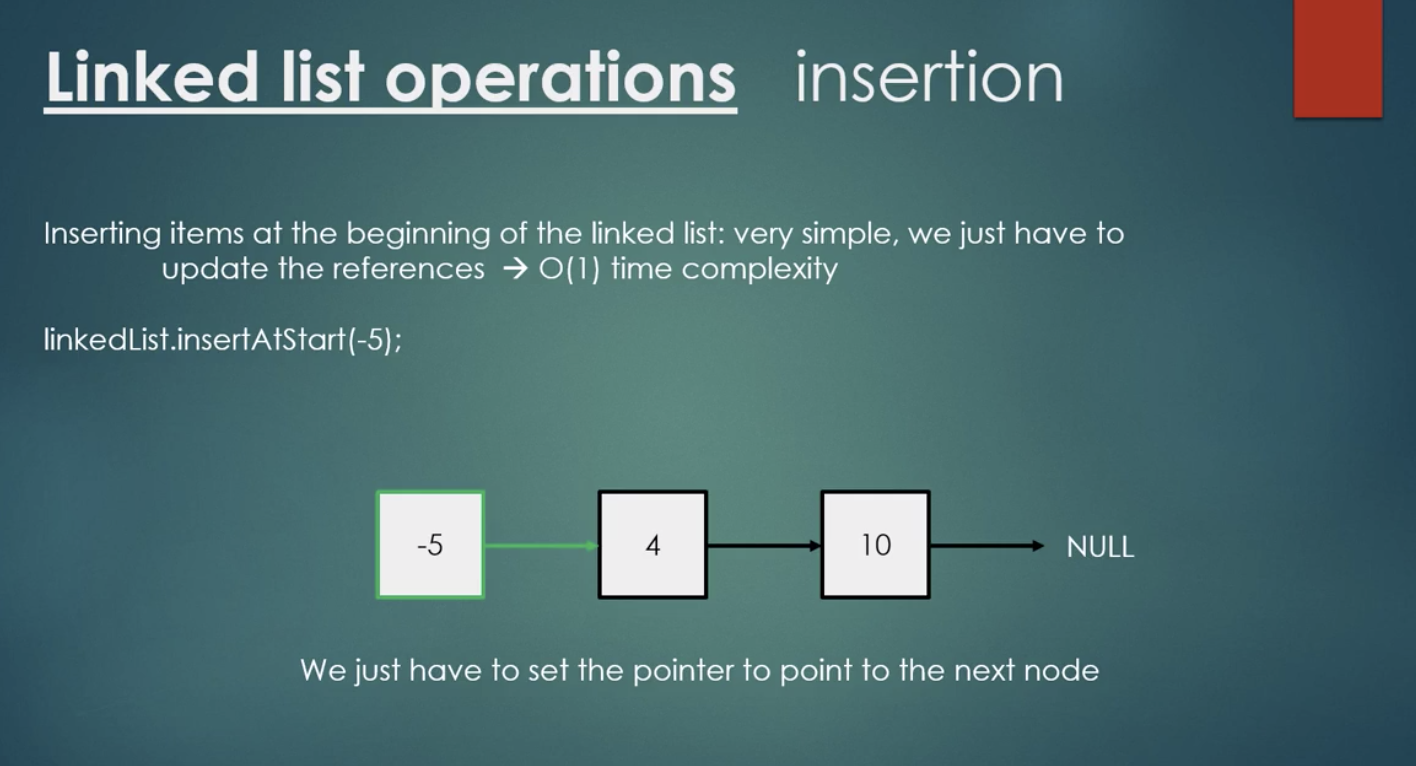 Linked list operations insertion
Inserting items at the beginning of the linked list: very simple, we just have to
update the references → O(1) time complexity
linkedList.insertAtStart(-5);
-5 4 10 NULL
We just have to set the pointer to point to the next node